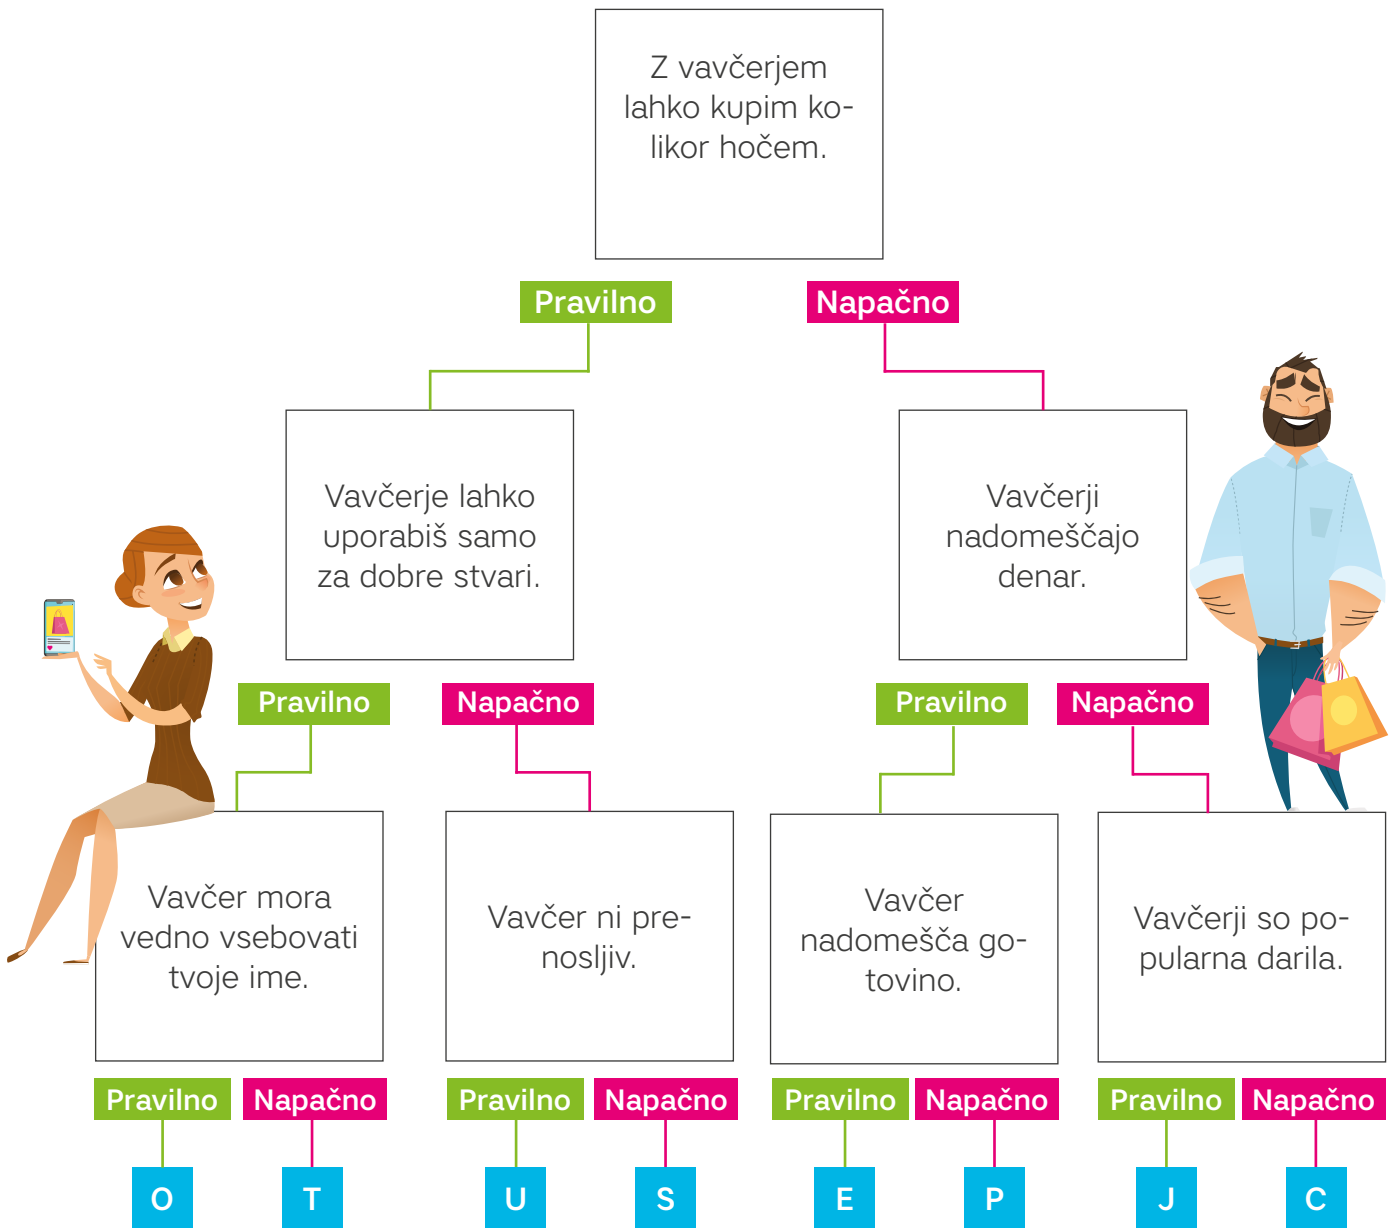 Z vavčerjem
lahko kupim ko-
likor hočem.
Pravilno
Napačno
Vavčerje lahko
uporabiš samo
za dobre stvari.
Vavčerji
nadomeščajo
denar.
Pravilno
Napačno
Pravilno
Napačno
Vavčer mora
vedno vsebovati
tvoje ime.
Vavčer ni pre-
nosljiv.
Vavčer
nadomešča go-
tovino.
Vavčerji so po-
pularna darila.
Pravilno
Napačno
Pravilno
Napačno
Pravilno
Napačno
Pravilno
Napačno
O
T
U
S
E
P
J
C